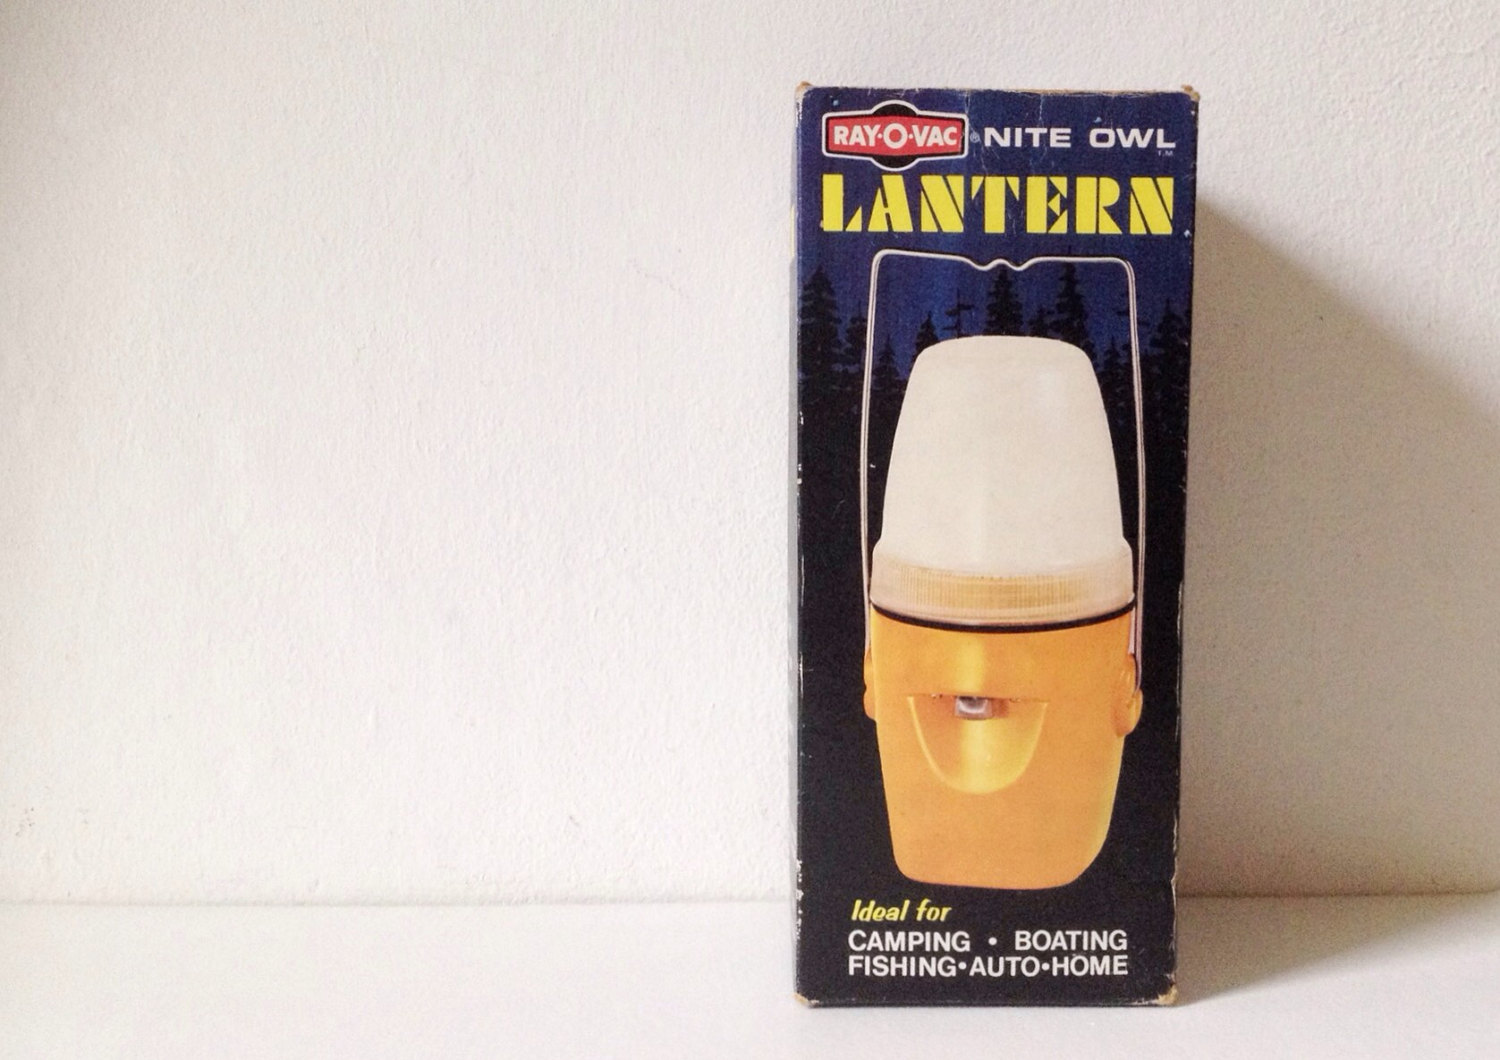 RAY·O·VAC® NITE OWL T.M.
LANTERN
Ideal for
CAMPING • BOATING
FISHING•AUTO•HOME